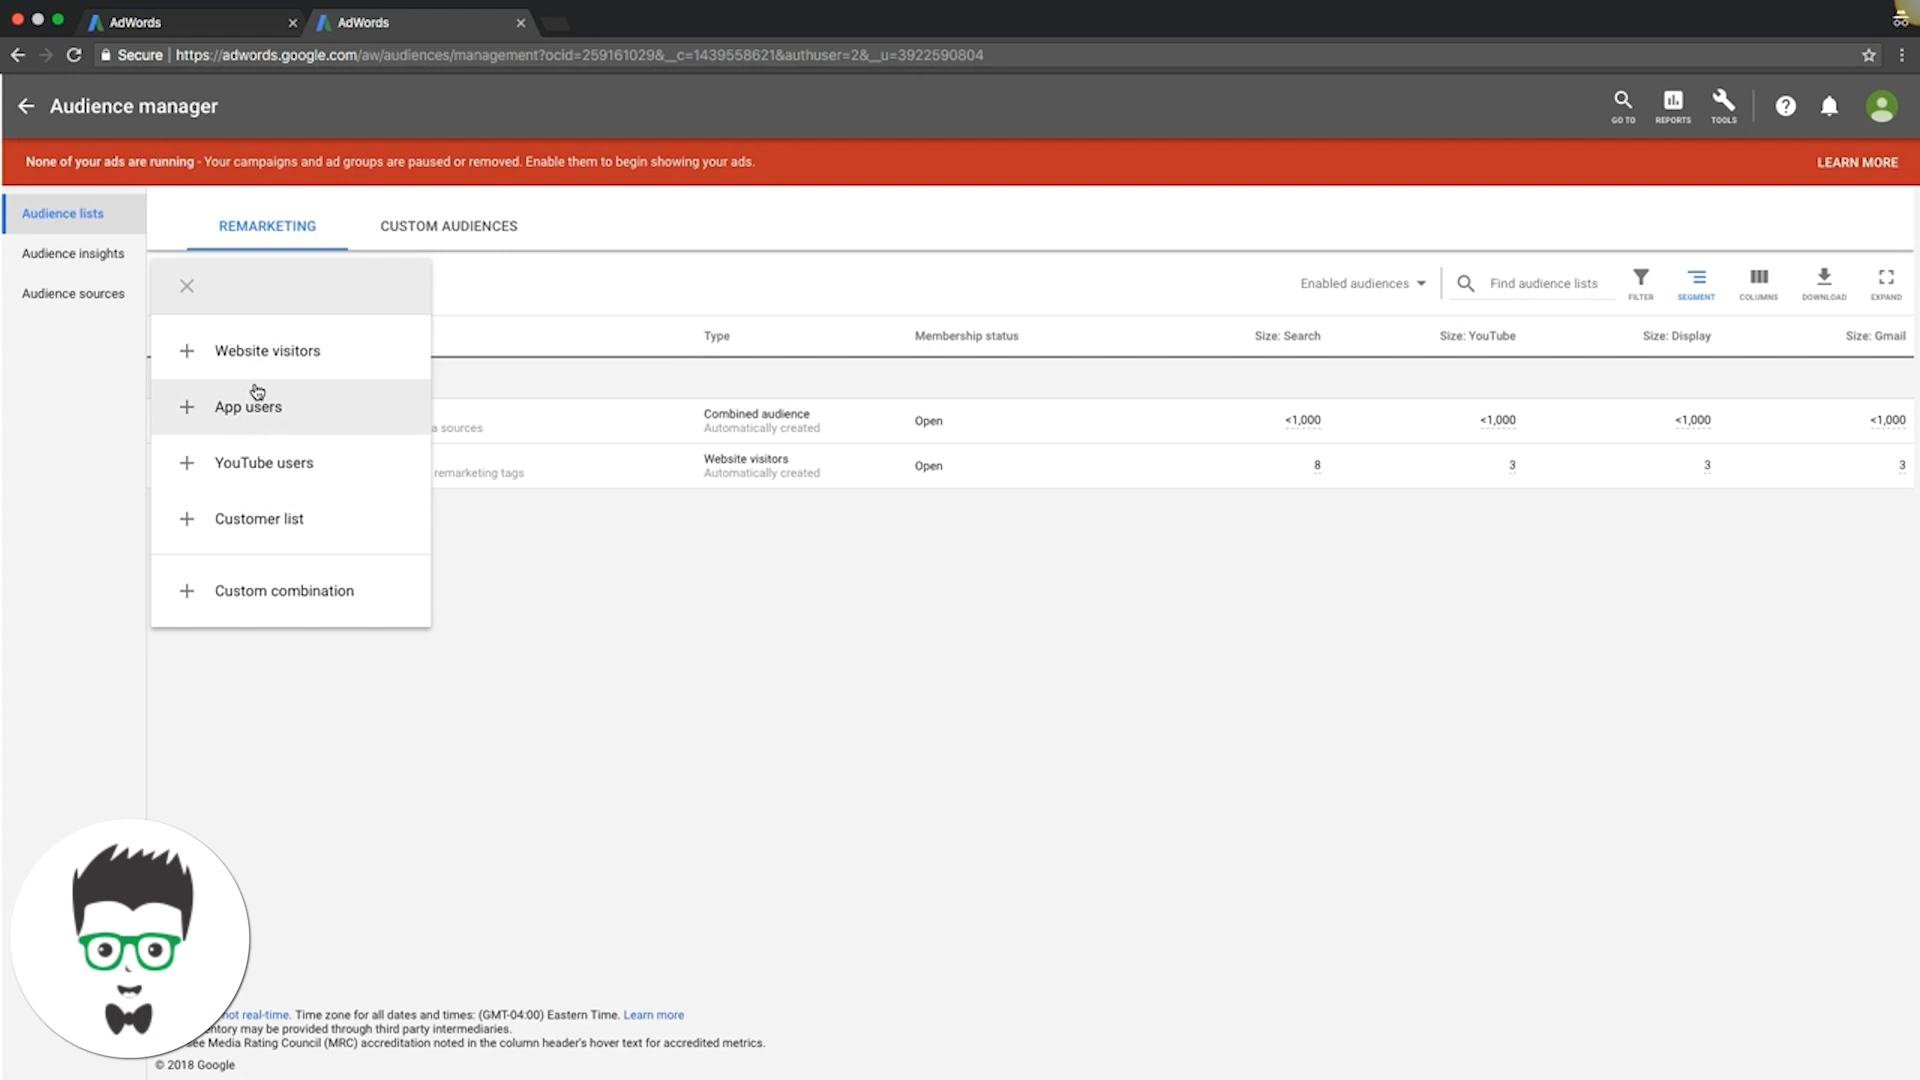 AdWords
AdWords
Secure | https://adwords.google.com/aw/audiences/management?ocid=259161029&__c=1439558621&authuser=2&__u=3922590804
Audience manager
GO TO
REPORTS
TOOLS
None of your ads are running - Your campaigns and ad groups are paused or removed. Enable them to begin showing your ads.
LEARN MORE
Audience lists
Audience insights
Audience sources
REMARKETING
CUSTOM AUDIENCES
Enabled audiences
Find audience lists
FILTER
SEGMENT
COLUMNS
DOWNLOAD
EXPAND
Website visitors
App users
YouTube users
Customer list
Custom combination
Type
Membership status
Size: Search
Size: YouTube
Size: Display
Size: Gmail
a sources
Combined audience
Automatically created
Open
<1,000
<1,000
<1,000
<1,000
remarketing tags
Website visitors
Automatically created
Open
8
3
3
3
not real-time. Time zone for all dates and times: (GMT-04:00) Eastern Time. Learn more
entory may be provided through third party intermediaries.
See Media Rating Council (MRC) accreditation noted in the column header's hover text for accredited metrics.
© 2018 Google